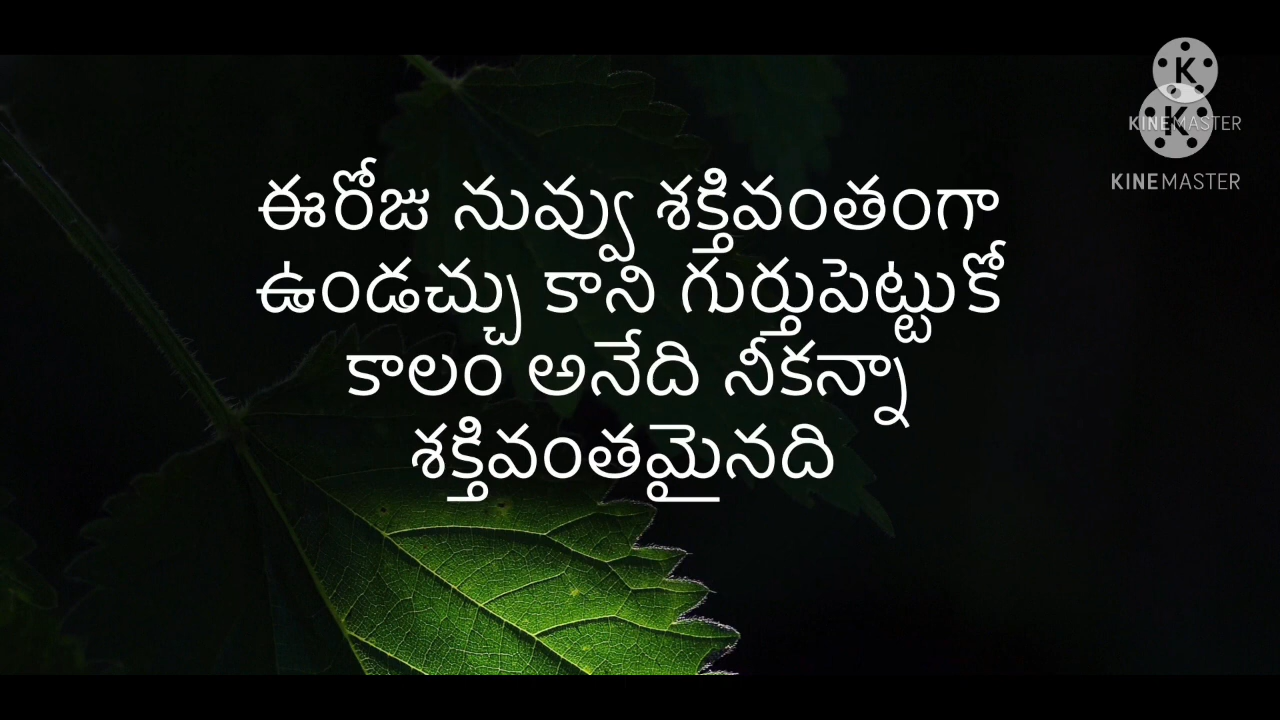 KINEMASTER
KINEMASTER
ఈరోజు నువ్వు శక్తివంతంగా
ఉండచ్చు కాని గుర్తుపెట్టుకో
కాలం అనేది నీకన్నా
శక్తివంతమైనది